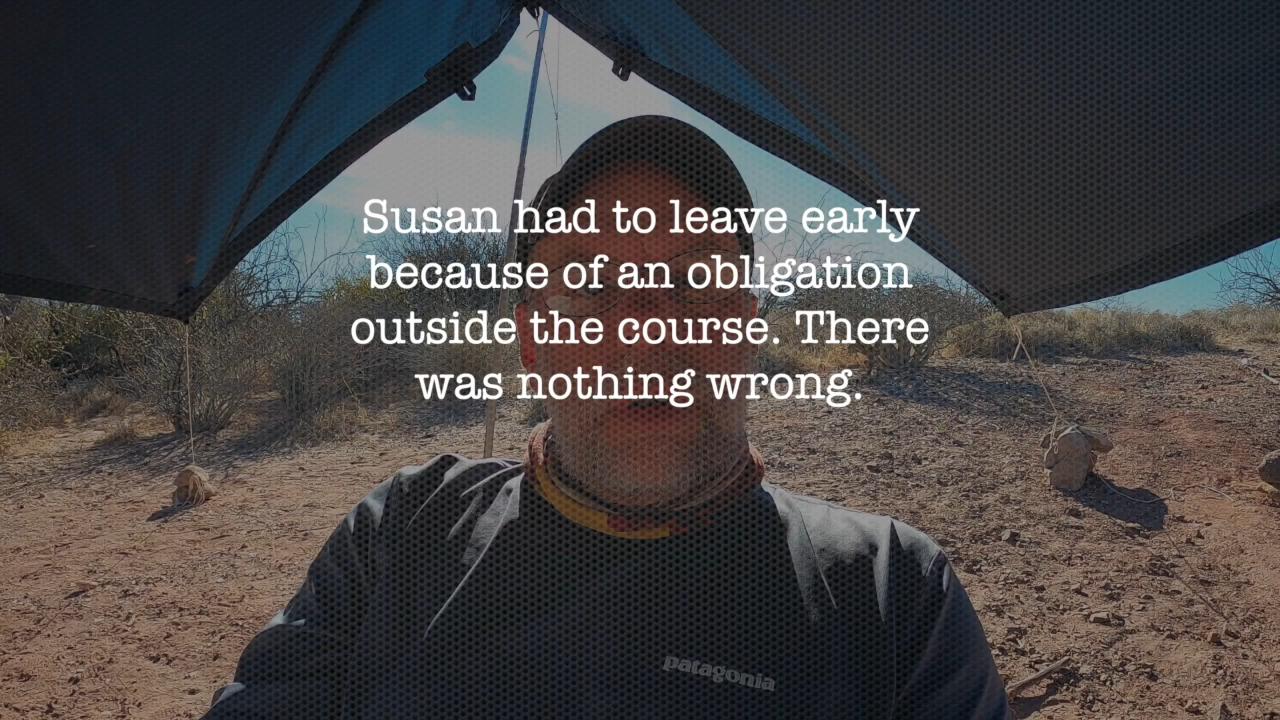 Susan had to leave early
because of an obligation
outside the course. There
was nothing wrong.
patagonia